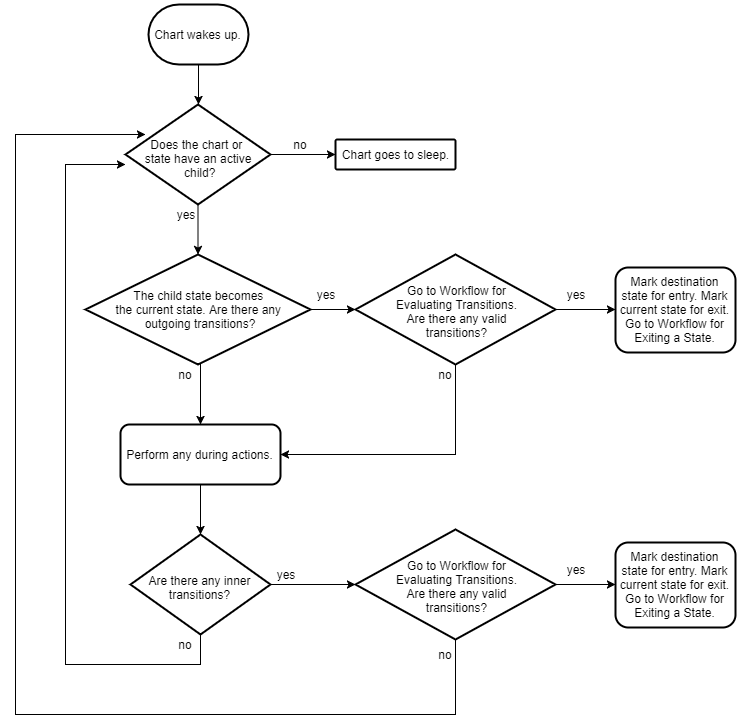 Chart wakes up.
Does the chart or
state have an active
child?
no
Chart goes to sleep.
yes
The child state becomes
the current state. Are there any
outgoing transitions?
yes
Go to Workflow for
Evaluating Transitions.
Are there any valid
transitions?
yes
Mark destination
state for entry. Mark
current state for exit.
Go to Workflow for
Exiting a State.
no
no
Perform any during actions.
Are there any inner
transitions?
yes
Go to Workflow for
Evaluating Transitions.
Are there any valid
transitions?
yes
Mark destination
state for entry. Mark
current state for exit.
Go to Workflow for
Exiting a State.
no
no